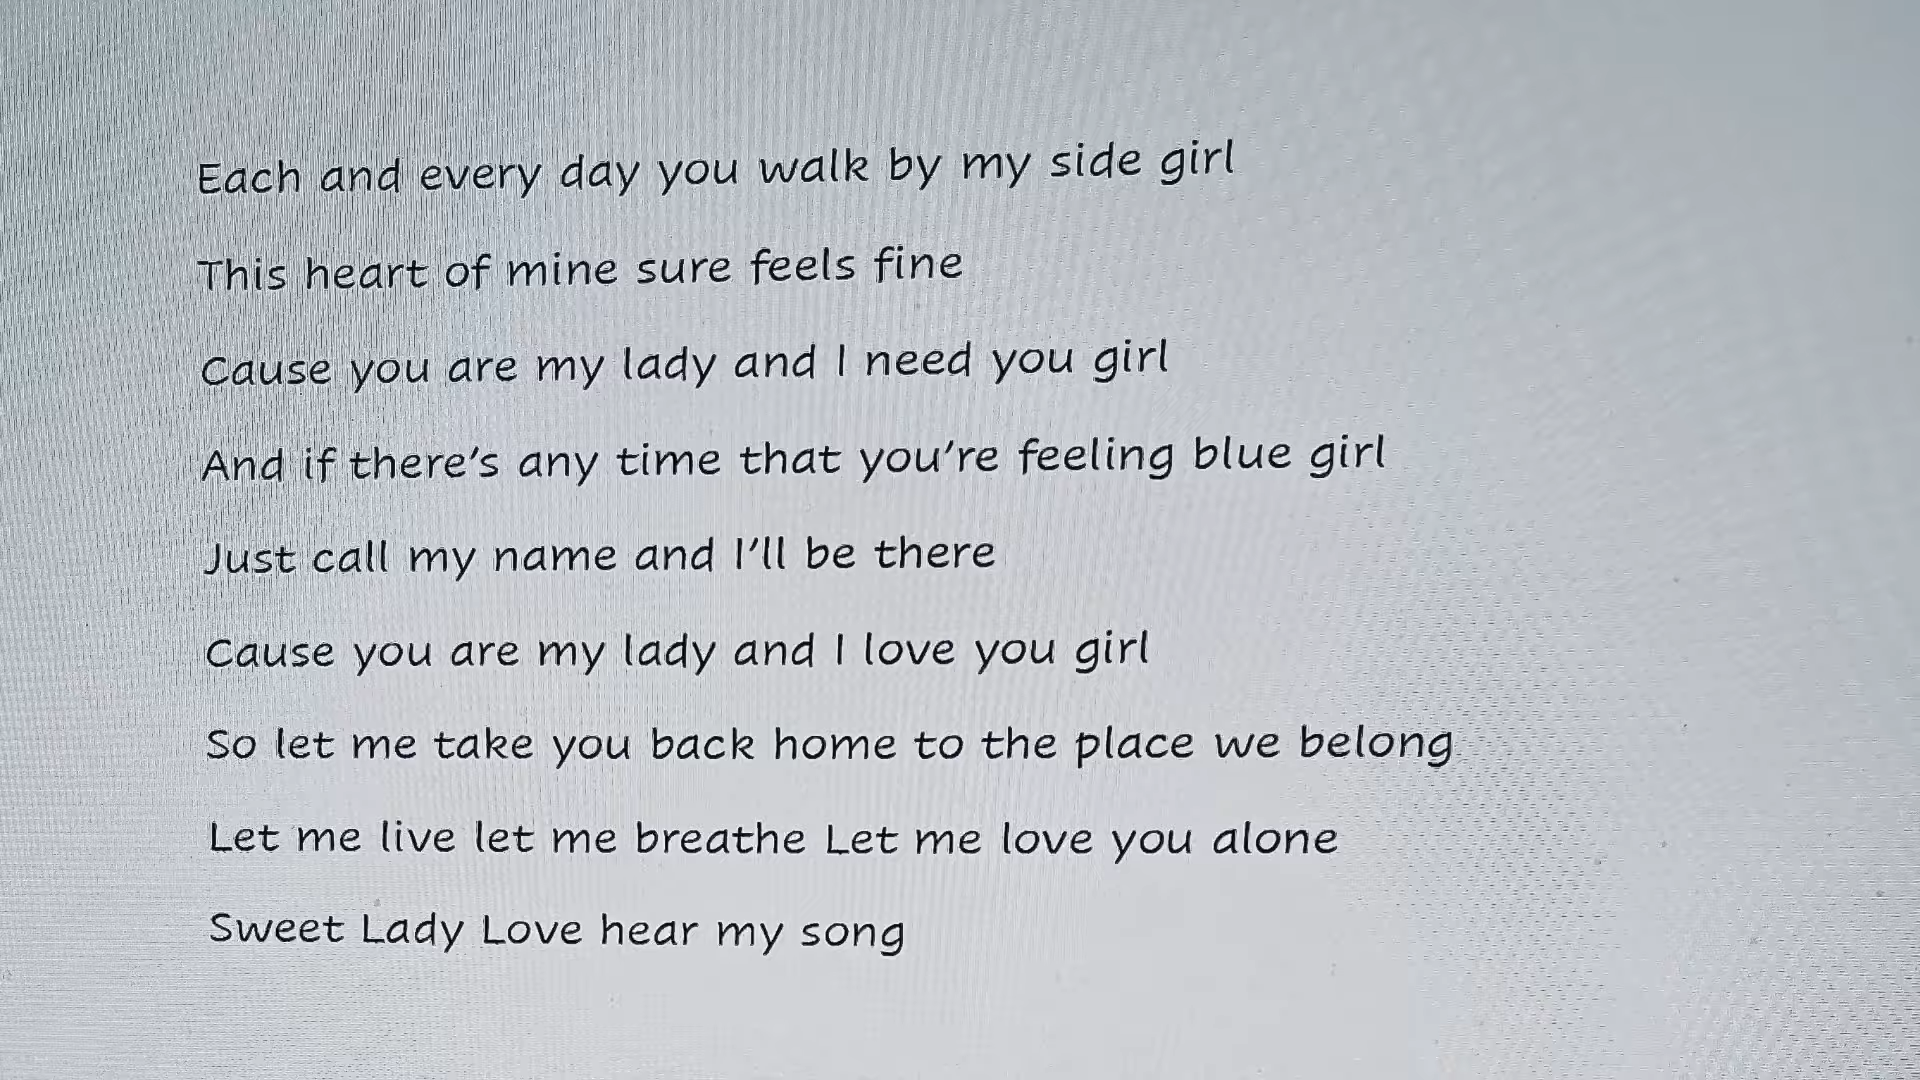 Each and every day you walk by my side girl
This heart of mine sure feels fine
Cause you are my lady and I need you girl
And if there's any time that you're feeling blue girl
Just call my name and I'll be there
Cause you are my lady and I love you girl
So let me take you back home to the place we belong
Let me live let me breathe Let me love you alone
Sweet Lady Love hear my song